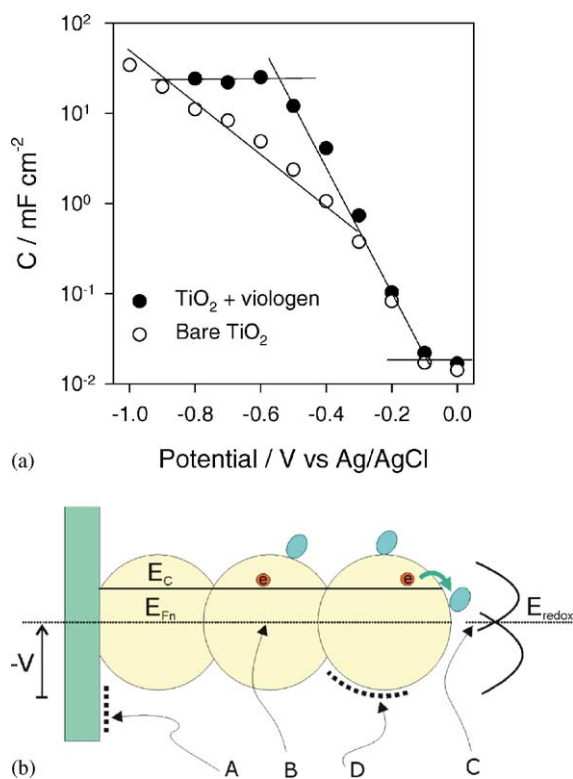 (a)
C / mF cm⁻²
10²
10¹
10⁰
10⁻¹
10⁻²
TiO₂ + viologen
Bare TiO₂
-1.0 -0.8 -0.6 -0.4 -0.2 0.0
Potential / V vs Ag/AgCl
(b)
E_C
e e
E_Fn
E_redox
-V
A B D C